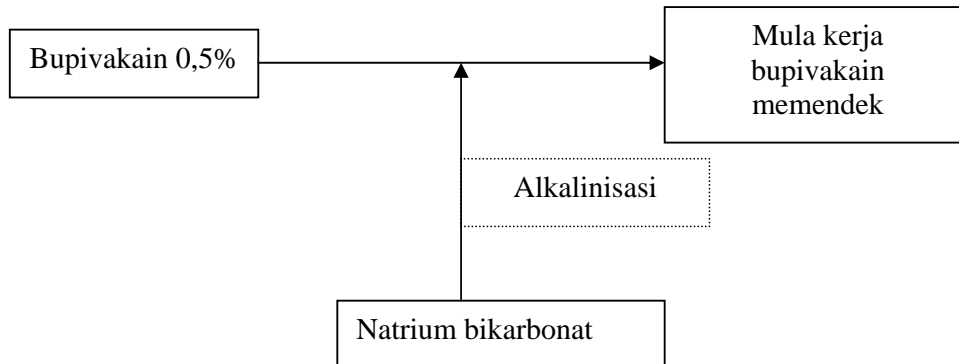 Bupivakain 0,5%
Mula kerja
bupivakain
memendek
Alkalinisasi
Natrium bikarbonat